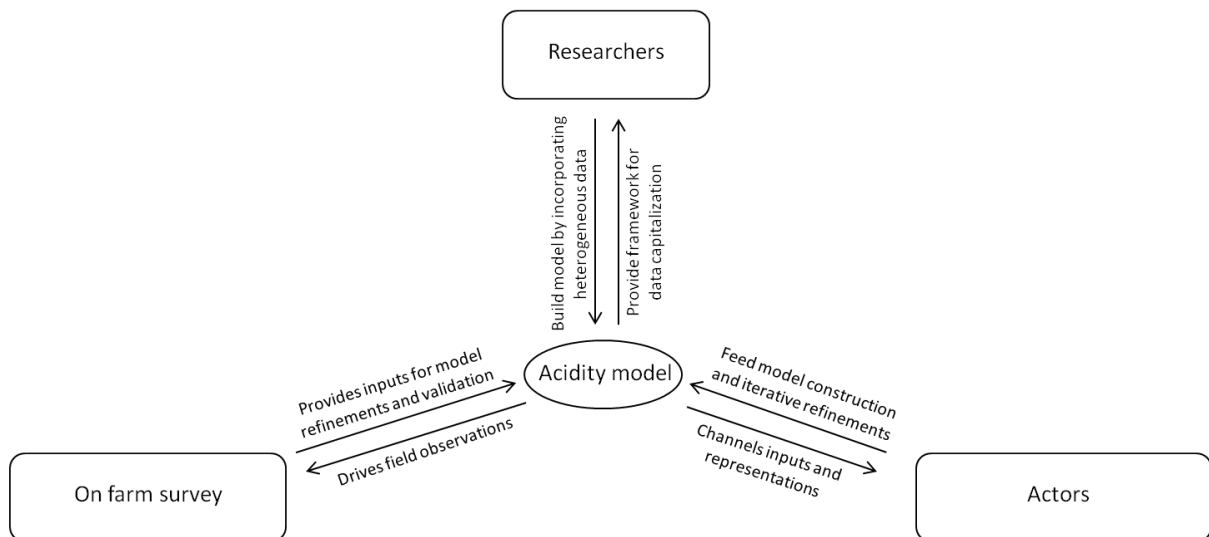 Researchers
Build model by incorporating
heterogeneous data
Provide framework for
data capitalization
Acidity model
Provides inputs for model
refinements and validation
Drives field observations
Feed model construction
and iterative refinements
Channels inputs and
representations
On farm survey
Actors